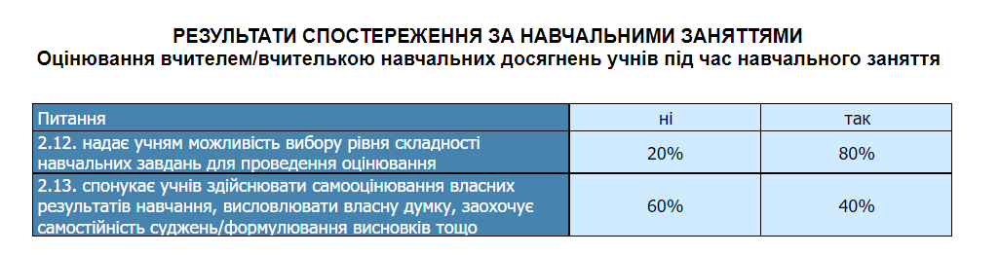 РЕЗУЛЬТАТИ СПОСТЕРЕЖЕННЯ ЗА НАВЧАЛЬНИМИ ЗАНЯТТЯМИ
Оцінювання вчителем/вчителькою навчальних досягнень учнів під час навчального заняття
Питання ні так
2.12. надає учням можливість вибору рівня складності
навчальних завдань для проведення оцінювання
20% 80%
2.13. спонукає учнів здійснювати самооцінювання власних
результатів навчання, висловлювати власну думку, заохочує
самостійність суджень/формулювання висновків тощо
60% 40%